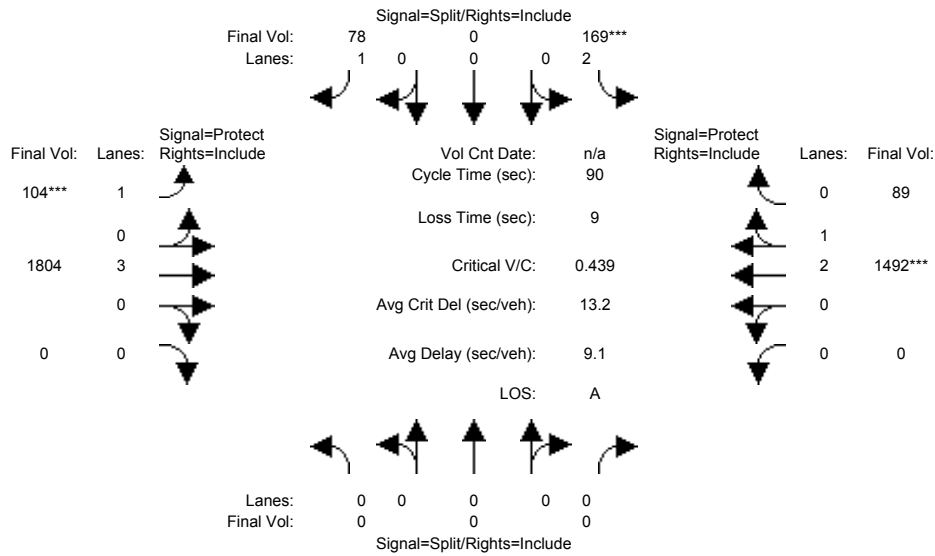 Signal=Split/Rights=Include
Final Vol: 78 0 169***
Lanes: 1 0 0 0 2
Signal=Protect Signal=Protect
Final Vol: Lanes: Rights=Include Vol Cnt Date: n/a Rights=Include Lanes: Final Vol:
Cycle Time (sec): 90
104*** 1 0 89
Loss Time (sec): 9
0 1
1804 3 Critical V/C: 0.439 2 1492***
0 Avg Crit Del (sec/veh): 13.2 0
0 0 Avg Delay (sec/veh): 9.1 0 0
LOS: A
Lanes: 0 0 0 0 0
Final Vol: 0 0 0
Signal=Split/Rights=Include